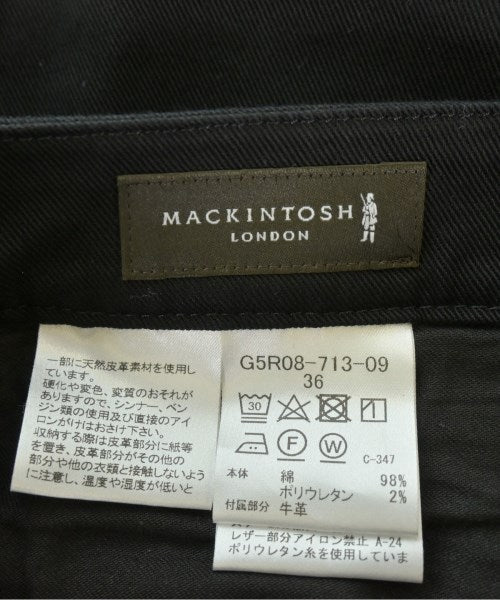 MACKINTOSH
LONDON
一部に天然皮革素材を使用し
ています。
硬化や変色、変質のおそれが
ありますので、シンナー、ベン
ジン類の使用及び直接のアイ
ロンがけはおさけ下さい。
収納する際は皮革部分に紙等
を置き、皮革部分がその他の
部分や他の衣類と接触しないよう
に注意し、温度や湿度が低いと
G5R08-713-09
36
30
F W
C-347
本体 綿 98%
ポリウレタン 2%
付属部分 牛革
レザー部分アイロン禁止 A-24
ポリウレタン糸を使用していま